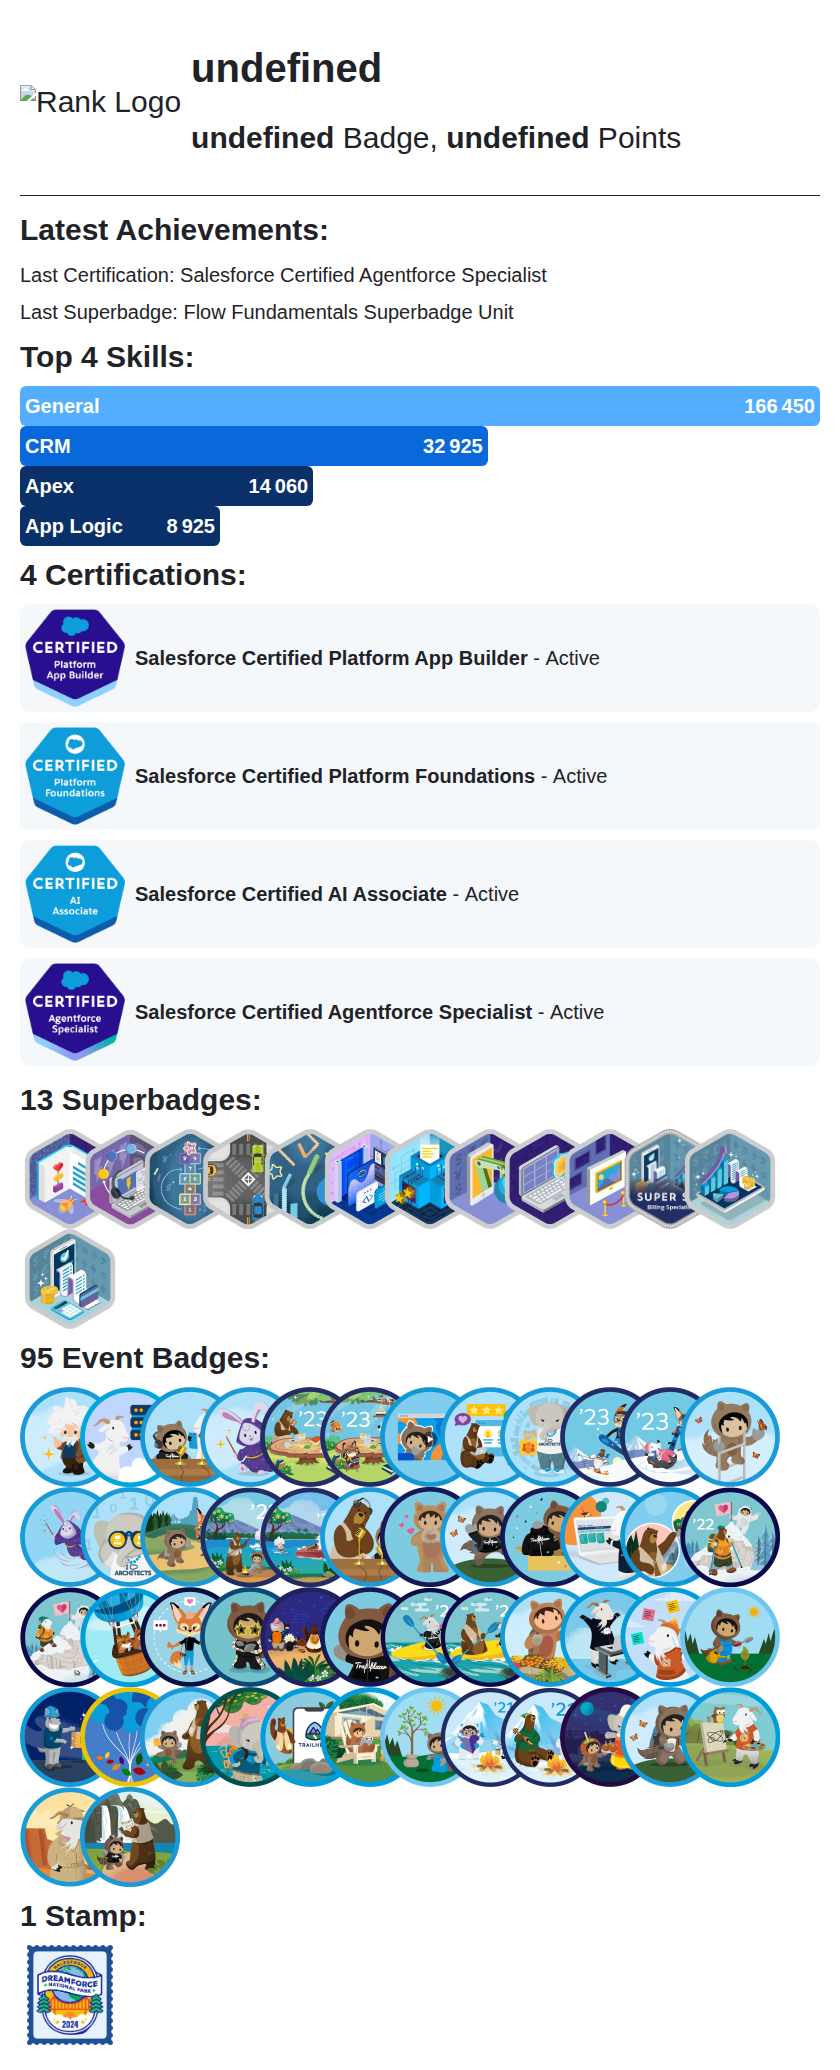 undefined
Rank Logo
undefined Badge, undefined Points
Latest Achievements:
Last Certification: Salesforce Certified Agentforce Specialist
Last Superbadge: Flow Fundamentals Superbadge Unit
Top 4 Skills:
General 166 450
CRM 32 925
Apex 14 060
App Logic 8 925
4 Certifications:
CERTIFIED
Platform
App Builder
Salesforce Certified Platform App Builder - Active
CERTIFIED
Platform
Foundations
Salesforce Certified Platform Foundations - Active
CERTIFIED
AI
Associate
Salesforce Certified AI Associate - Active
CERTIFIED
Agentforce
Specialist
Salesforce Certified Agentforce Specialist - Active
13 Superbadges:
SUPER S
Billing Speciali
95 Event Badges:
'23 '23 '23 '23
ARCHITECTS
ARCHITECTS
'22
Trailblazer
'21
TRAILHE
1 Stamp:
SALESFORCE
DREAMFORCE
NATIONAL PARK
2024